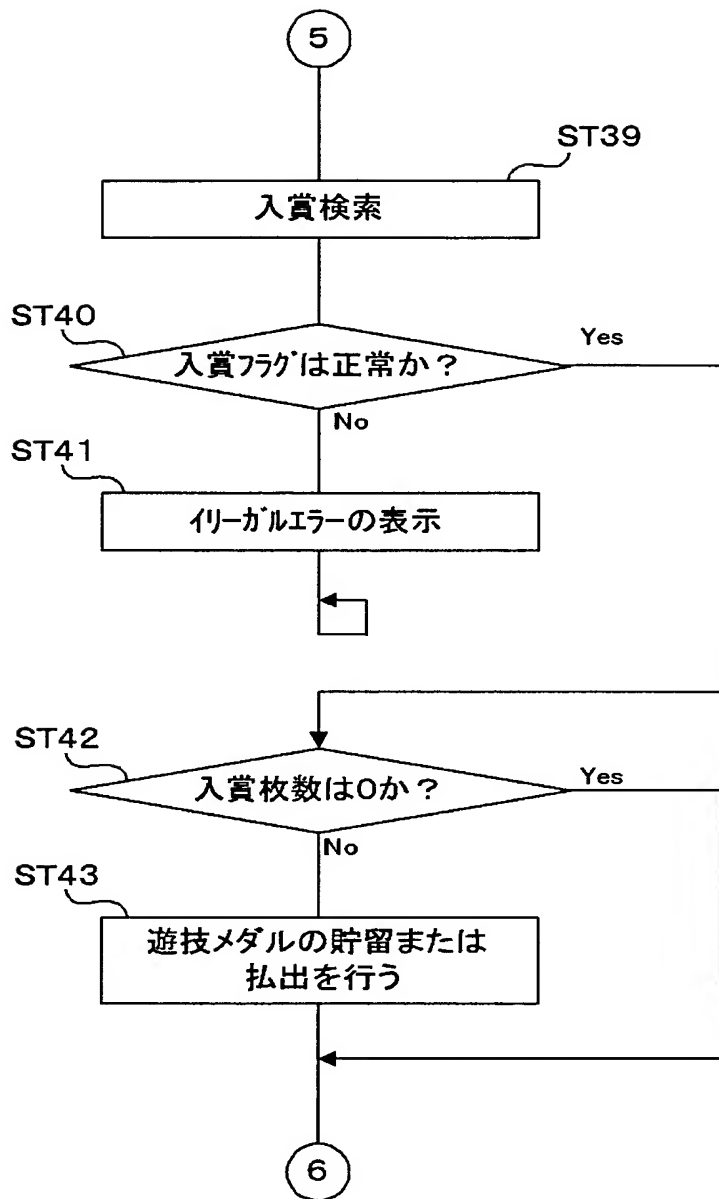 5
ST39
入賞検索
ST40
入賞フラグは正常か?
Yes
No
ST41
イリーガルエラーの表示
ST42
入賞枚数は0か?
Yes
No
ST43
遊技メダルの貯留または
払出を行う
6